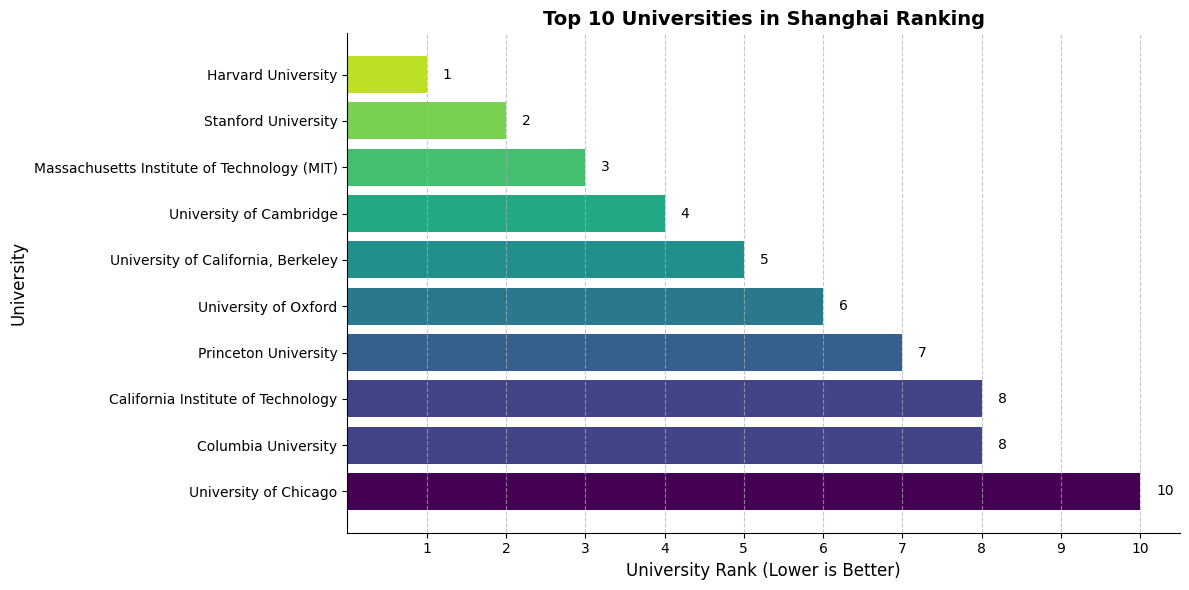 Top 10 Universities in Shanghai Ranking
University
Harvard University 1
Stanford University 2
Massachusetts Institute of Technology (MIT) 3
University of Cambridge 4
University of California, Berkeley 5
University of Oxford 6
Princeton University 7
California Institute of Technology 8
Columbia University 8
University of Chicago 10
1 2 3 4 5 6 7 8 9 10
University Rank (Lower is Better)